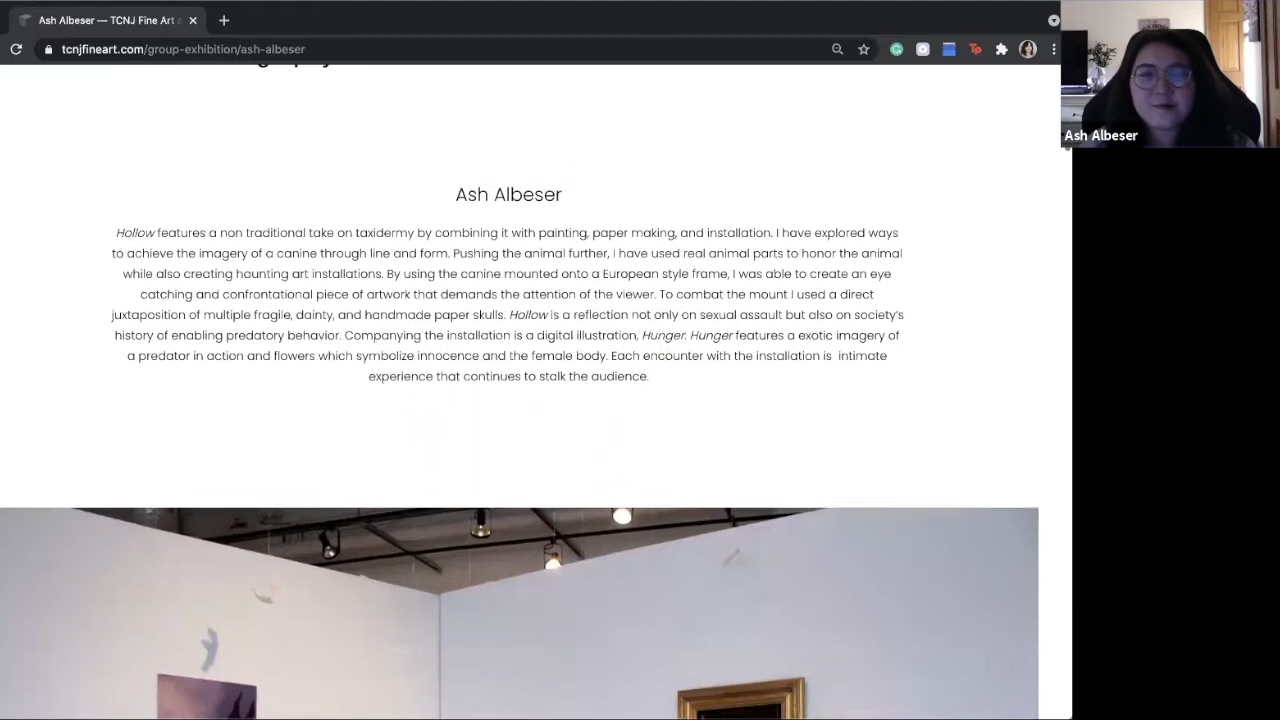 Ash Albeser — TCNJ Fine Art
tcnjfineart.com/group-exhibition/ash-albeser
Ash Albeser
Ash Albeser
Hollow features a non traditional take on taxidermy by combining it with painting, paper making, and installation. I have explored ways
to achieve the imagery of a canine through line and form. Pushing the animal further, I have used real animal parts to honor the animal
while also creating haunting art installations. By using the canine mounted onto a European style frame, I was able to create an eye
catching and confrontational piece of artwork that demands the attention of the viewer. To combat the mount I used a direct
juxtaposition of multiple fragile, dainty, and handmade paper skulls. Hollow is a reflection not only on sexual assault but also on society's
history of enabling predatory behavior. Companying the installation is a digital illustration, Hunger. Hunger features a exotic imagery of
a predator in action and flowers which symbolize innocence and the female body. Each encounter with the installation is intimate
experience that continues to stalk the audience.